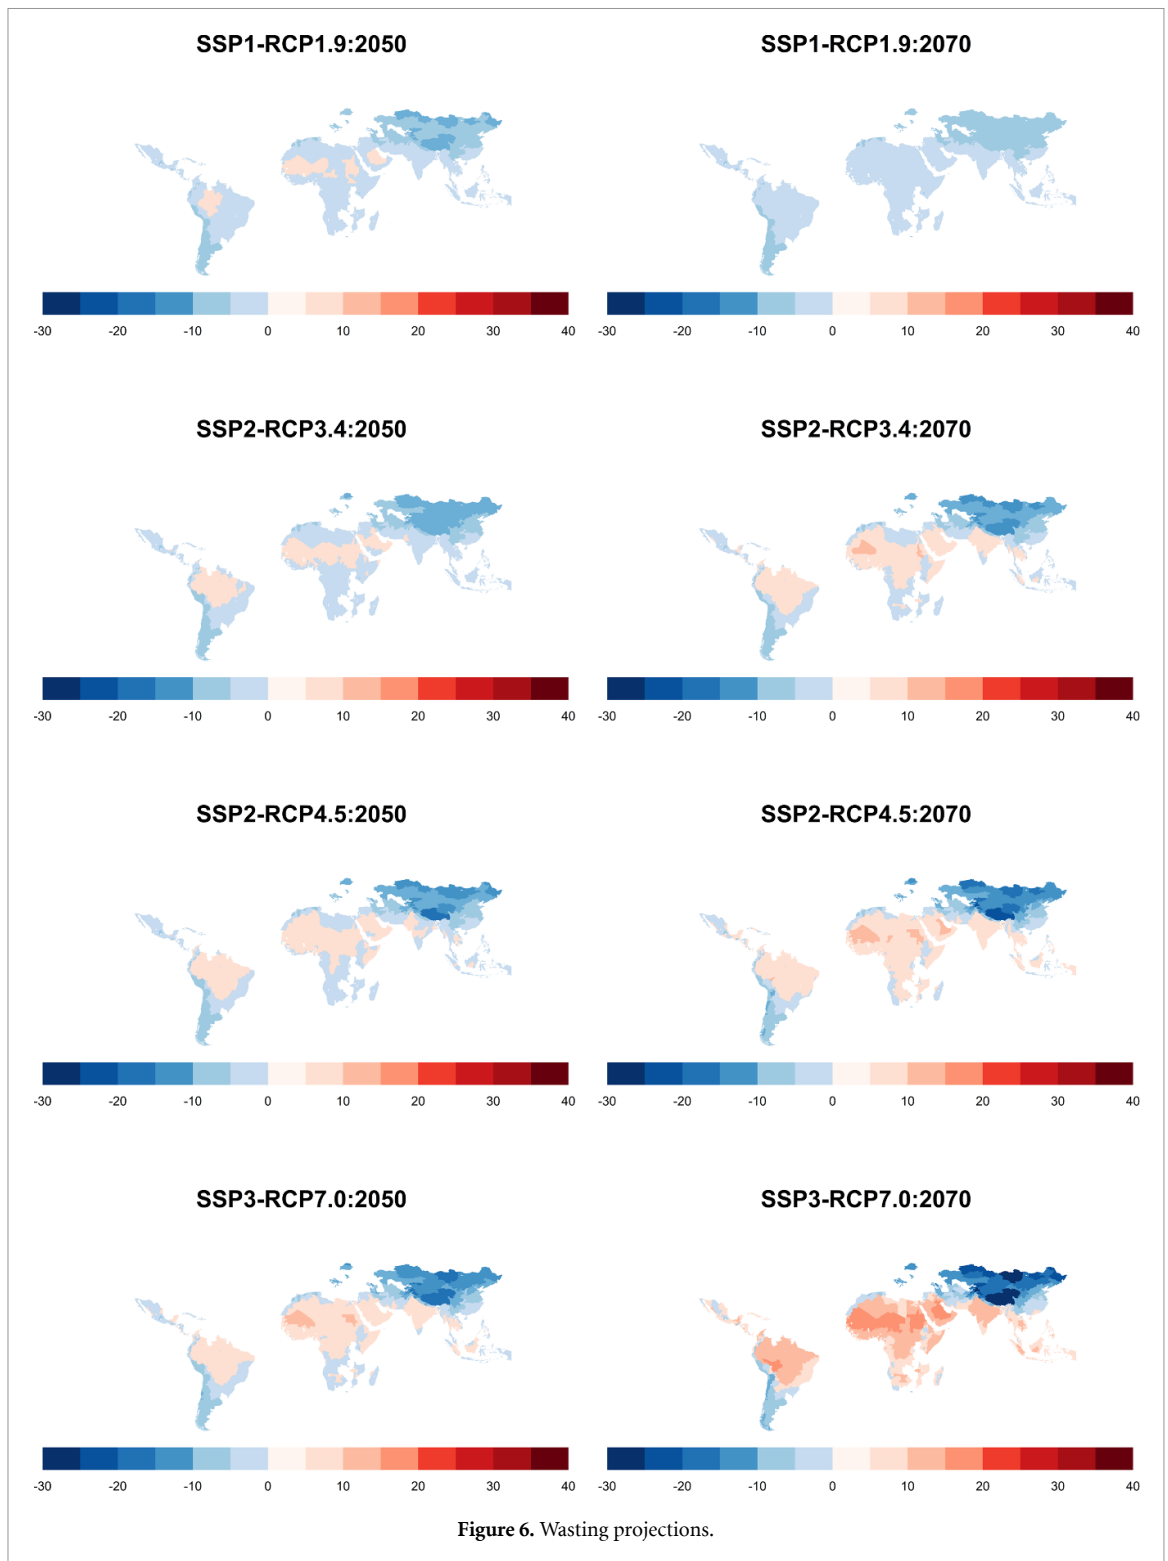 SSP1-RCP1.9:2050
SSP1-RCP1.9:2070
-30 -20 -10 0 10 20 30 40
-30 -20 -10 0 10 20 30 40
SSP2-RCP3.4:2050
SSP2-RCP3.4:2070
-30 -20 -10 0 10 20 30 40
-30 -20 -10 0 10 20 30 40
SSP2-RCP4.5:2050
SSP2-RCP4.5:2070
-30 -20 -10 0 10 20 30 40
-30 -20 -10 0 10 20 30 40
SSP3-RCP7.0:2050
SSP3-RCP7.0:2070
-30 -20 -10 0 10 20 30 40
-30 -20 -10 0 10 20 30 40
Figure 6. Wasting projections.